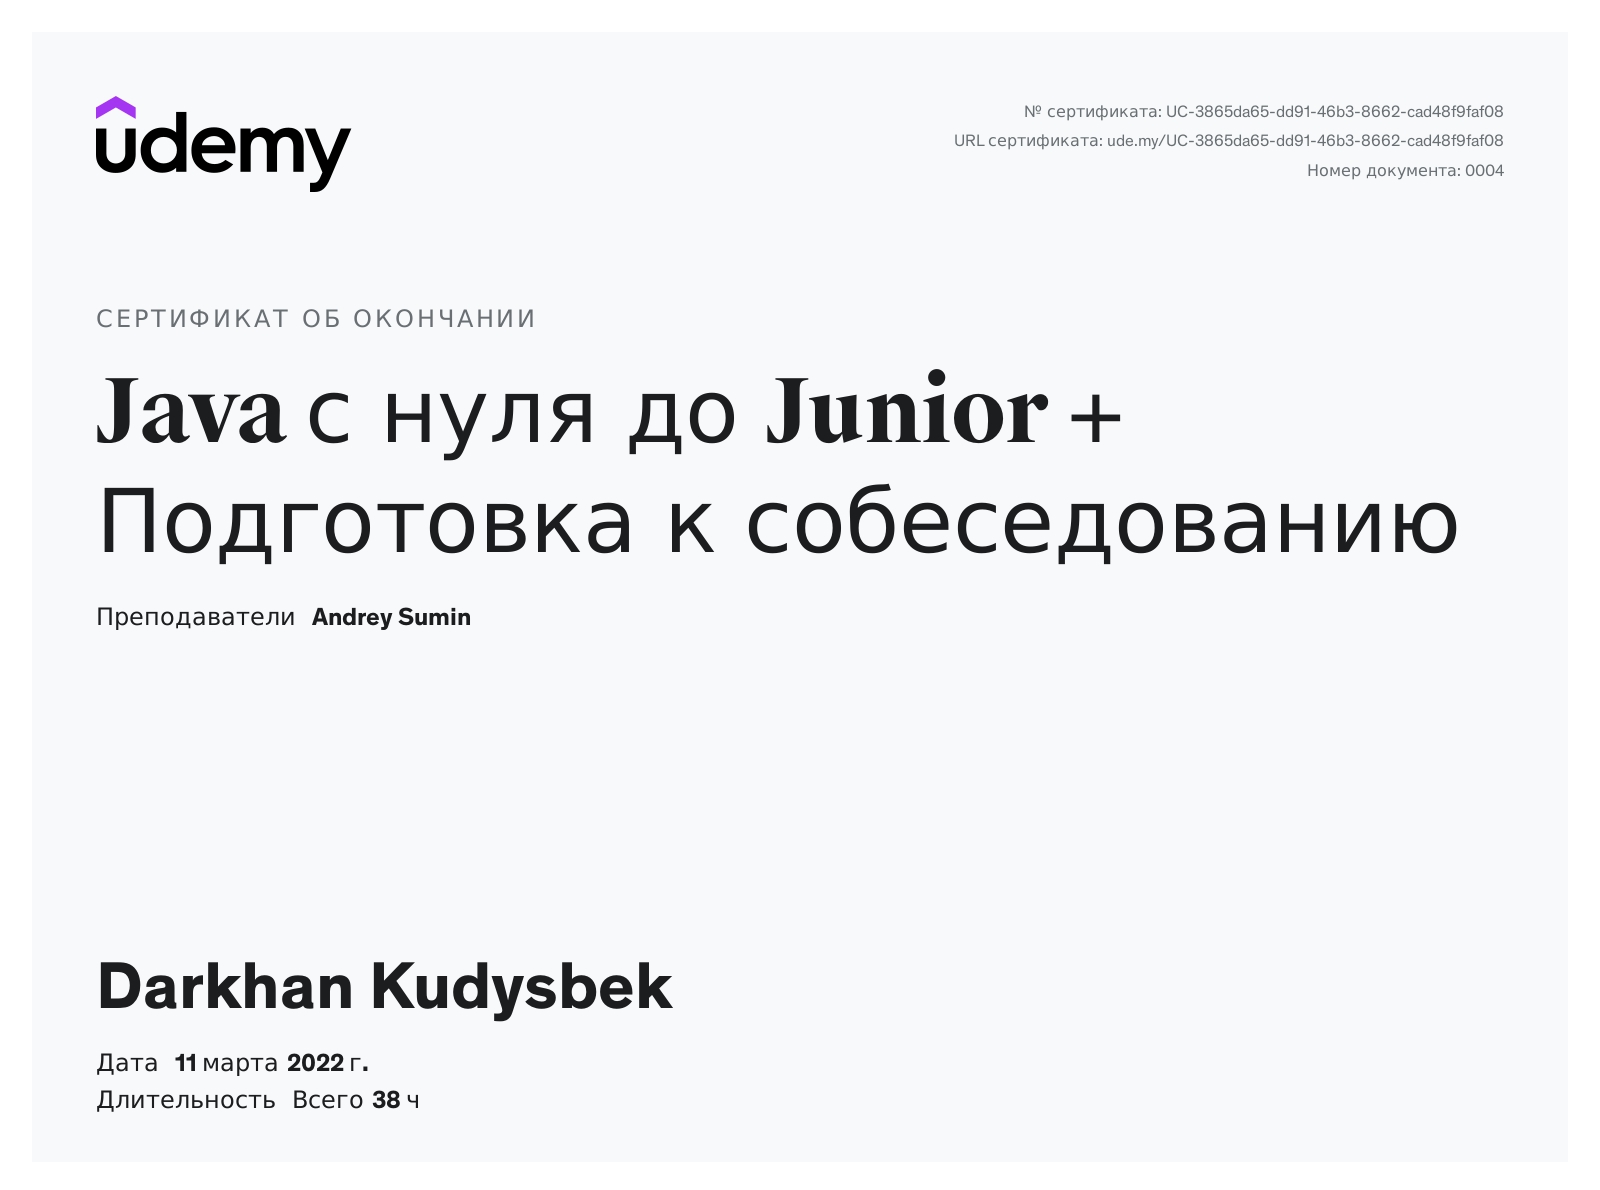 udemy
№ сертификата: UC-3865da65-dd91-46b3-8662-cad48f9faf08
URL сертификата: ude.my/UC-3865da65-dd91-46b3-8662-cad48f9faf08
Номер документа: 0004
СЕРТИФИКАТ ОБ ОКОНЧАНИИ
Java с нуля до Junior +
Подготовка к собеседованию
Преподаватели Andrey Sumin
Darkhan Kudysbek
Дата 11 марта 2022 г.
Длительность Всего 38 ч